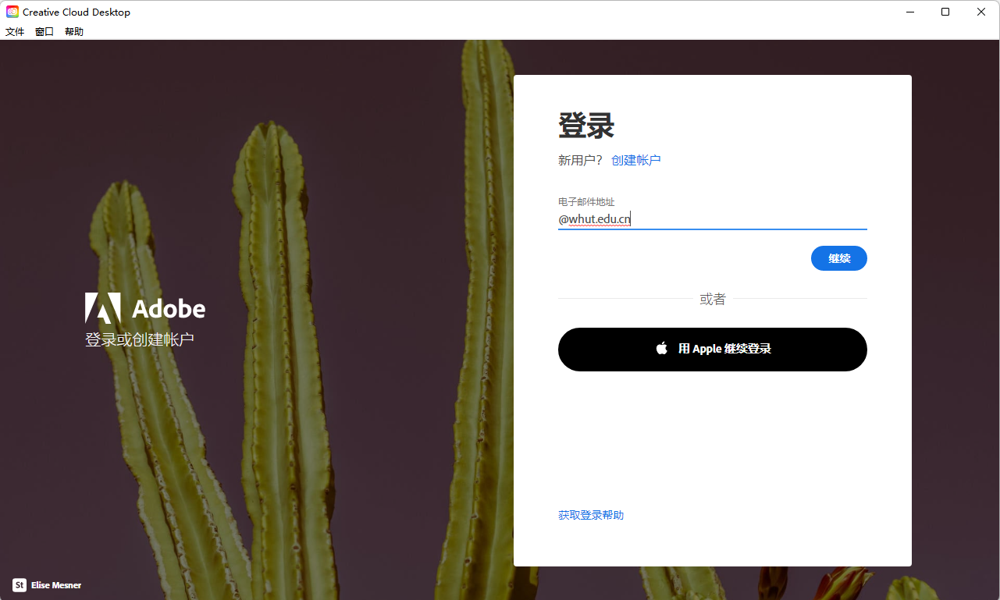 Creative Cloud Desktop
文件 窗口 帮助
登录
新用户? 创建帐户
电子邮件地址
@whut.edu.cn
继续
或者
用 Apple 继续登录
获取登录帮助
Adobe
登录或创建帐户
St Elise Mesner